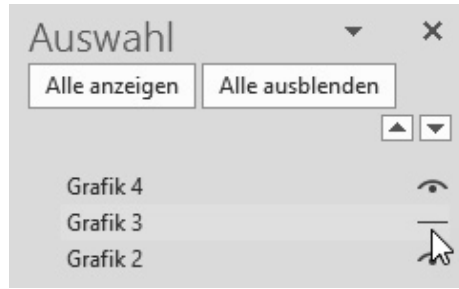 Auswahl
Alle anzeigen Alle ausblenden
Grafik 4
Grafik 3
Grafik 2